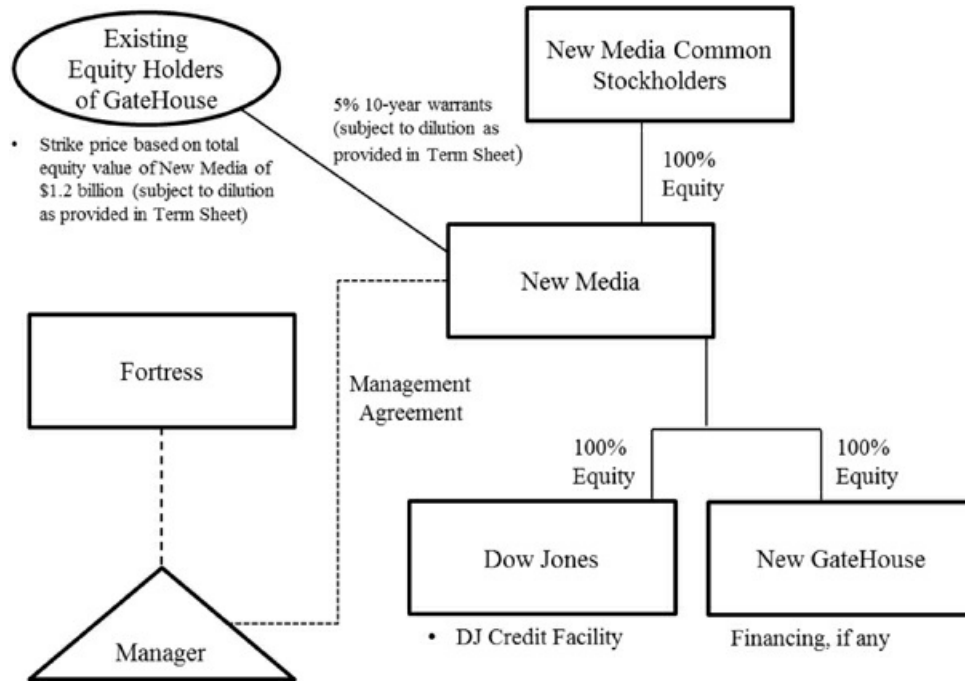 Existing
Equity Holders
of GateHouse
• Strike price based on total
equity value of New Media of
$1.2 billion (subject to dilution
as provided in Term Sheet)
5% 10-year warrants
(subject to dilution as
provided in Term Sheet)
New Media Common
Stockholders
100%
Equity
New Media
Fortress
Management
Agreement
Manager
100%
Equity
100%
Equity
Dow Jones
New GateHouse
• DJ Credit Facility
Financing, if any